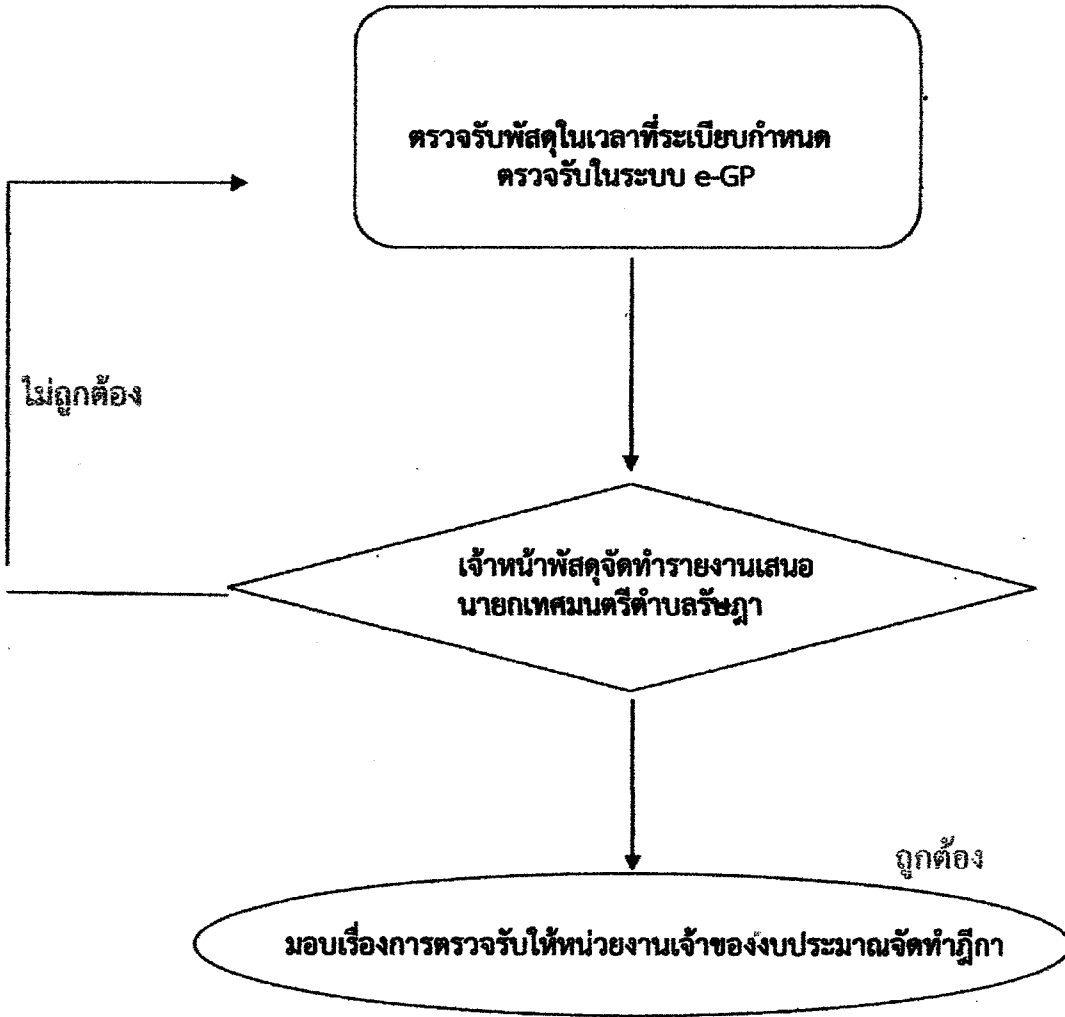 ตรวจรับพัสดุในเวลาที่ระเบียบกำหนด
ตรวจรับในระบบ e-GP
ไม่ถูกต้อง
เจ้าหน้าพัสดุจัดทำรายงานเสนอ
นายกเทศมนตรีตำบลรัษฎา
ถูกต้อง
มอบเรื่องการตรวจรับให้หน่วยงานเจ้าของงบประมาณจัดทำฎีกา